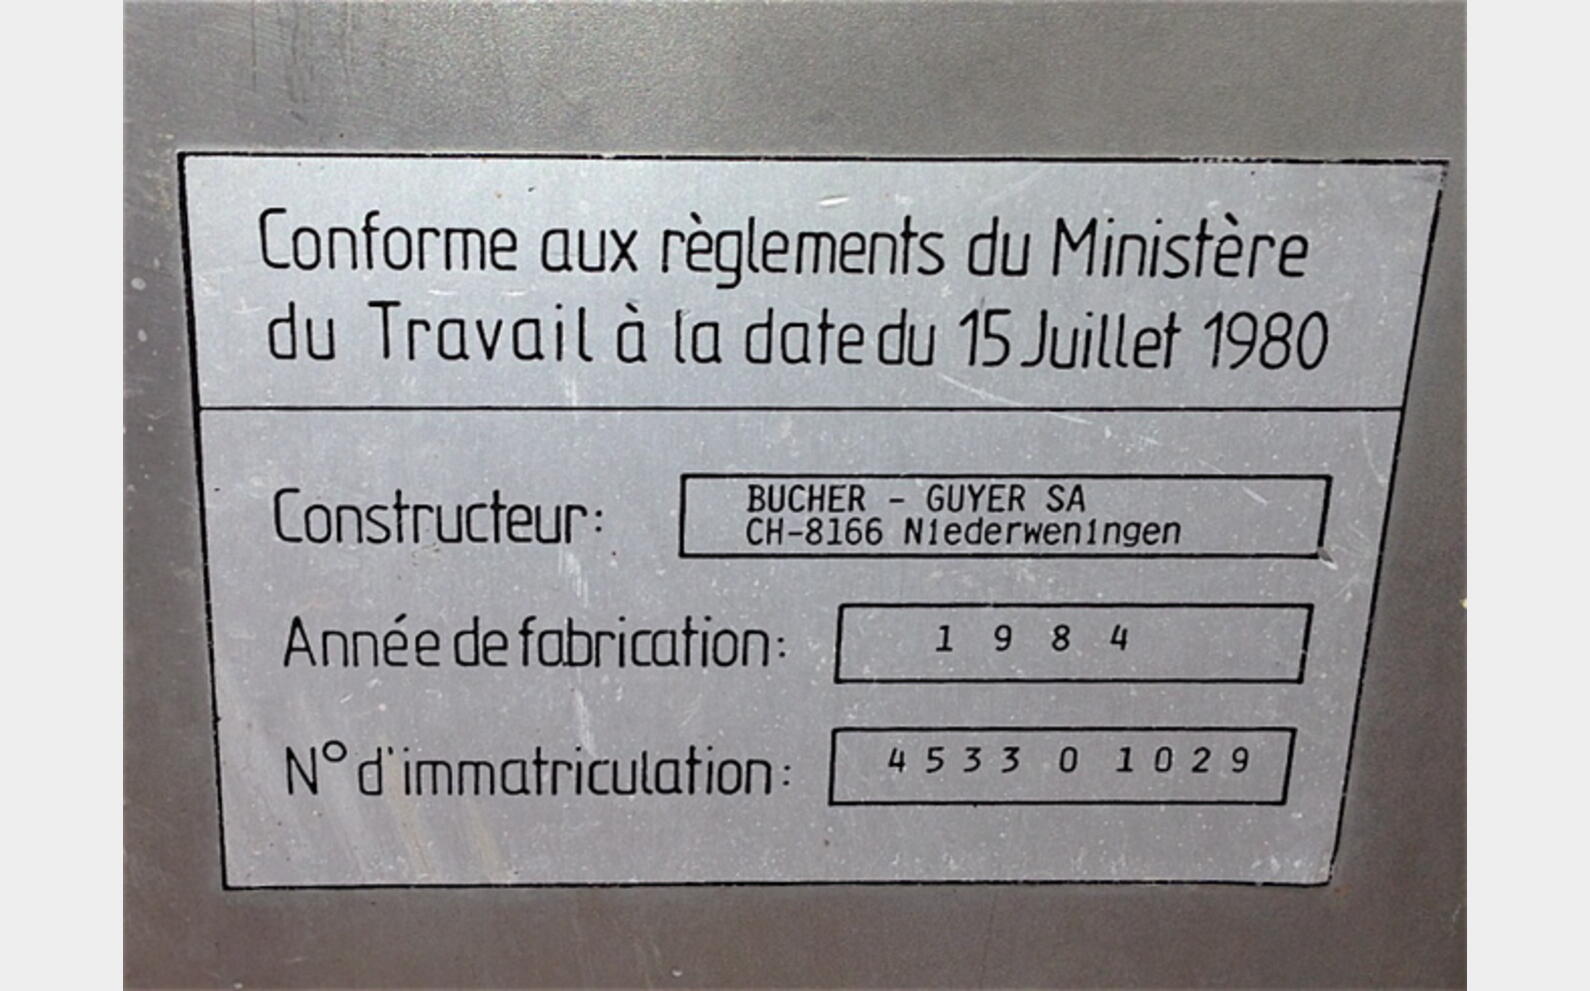 Conforme aux règlements du Ministère
du Travail à la date du 15 Juillet 1980
Constructeur:
BUCHER - GUYER SA
CH-8166 Niederweningen
Année de fabrication: 1 9 8 4
N° d'immatriculation: 4 5 3 3 0 1 0 2 9